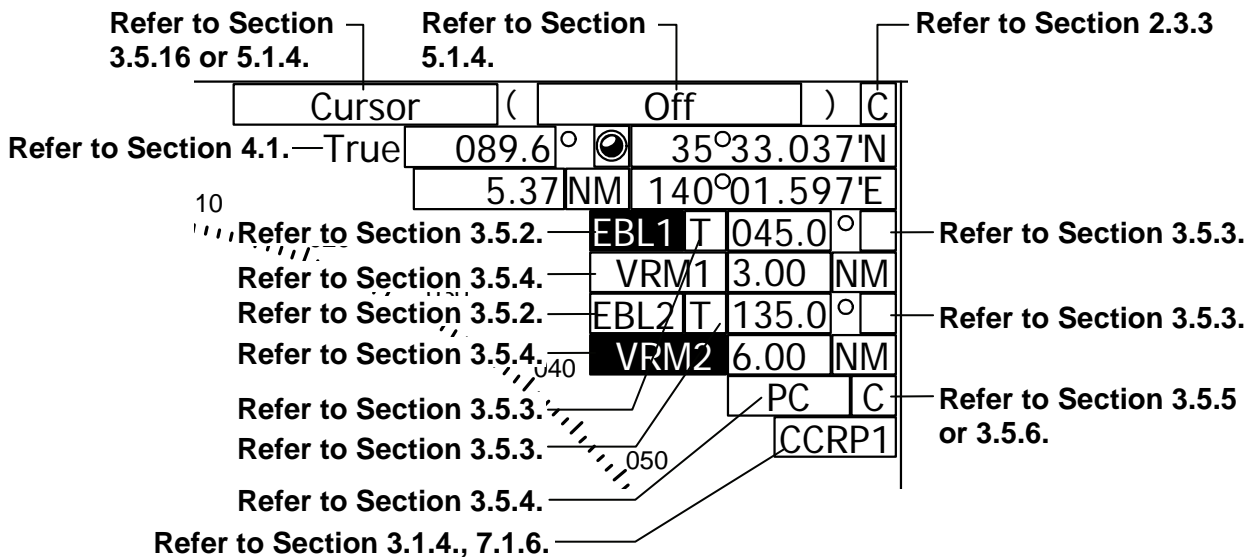 Refer to Section 3.5.16 or 5.1.4.
Refer to Section 5.1.4.
Refer to Section 2.3.3
Cursor ( Off ) C
Refer to Section 4.1. True 089.6° 35°33.037'N
5.37 NM 140°01.597'E
10
Refer to Section 3.5.2. EBL1 T 045.0° Refer to Section 3.5.3.
Refer to Section 3.5.4. VRM1 3.00 NM
Refer to Section 3.5.2. EBL2 T 135.0° Refer to Section 3.5.3.
Refer to Section 3.5.4. VRM2 6.00 NM
040
Refer to Section 3.5.3. PC C Refer to Section 3.5.5 or 3.5.6.
Refer to Section 3.5.3. CCRP1
050
Refer to Section 3.5.4.
Refer to Section 3.1.4., 7.1.6.